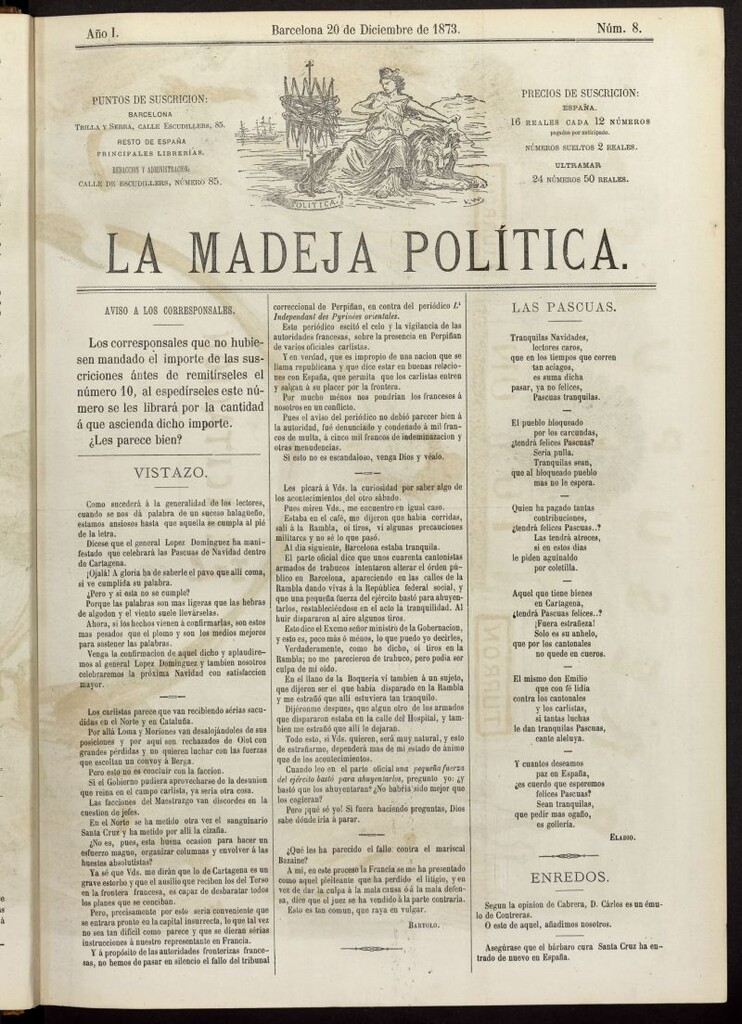 Año I.
Barcelona 20 de Diciembre de 1873.
Núm. 8.
PUNTOS DE SUSCRICION:
BARCELONA
TRILLA Y SERRA, CALLE ESCUDILLERS, 85.
RESTO DE ESPAÑA
PRINCIPALES LIBRERÍAS.
REDACCION Y ADMINISTRACION
CALLE DE ESCUDILLERS, NÚMERO 85.
POLITICA.
PRECIOS DE SUSCRICION:
ESPAÑA.
16 REALES CADA 12 NÚMEROS
pagados por anticipado.
NÚMEROS SUELTOS 2 REALES.
ULTRAMAR
24 NÚMEROS 50 REALES.
LA MADEJA POLÍTICA.
AVISO A LOS CORRESPONSALES.
Los corresponsales que no hubie-
sen mandado el importe de las sus-
criciones ántes de remitírseles el
número 10, al espedírseles este nú-
mero se les librará por la cantidad
á que ascienda dicho importe.
¿Les parece bien?
VISTAZO.
Como sucederá á la generalidad de los lectores,
cuando se nos dá palabra de un suceso halagüeño,
estamos ansiosos hasta que aquella se cumpla al pié
de la letra.
Dícese que el general Lopez Dominguez ha mani-
festado que celebrará las Pascuas de Navidad dentro
de Cartagena.
¡Ojalá! A gloria ha de saberle el pavo que allí coma,
si ve cumplida su palabra.
¿Pero y si esta no se cumple?
Porque las palabras son mas ligeras que las hebras
de algodon y el viento suele llevárselas.
Ahora, si los hechos vienen á confirmarlas, son estos
mas pesados que el plomo y son los medios mejores
para sustener las palabras.
Venga la confirmacion de aquel dicho y aplaudire-
mos al general Lopez Dominguez y tambien nosotros
celebraremos la próxima Navidad con satisfaccion
mayor.
Los carlistas parece que van recibiendo sérias sacu-
didas en el Norte y en Cataluña.
Por allá Loma y Moriones van desalojándoles de sus
posiciones y por aqui son rechazados de Olot con
grandes pérdidas y no quieren luchar con las fuerzas
que escoltan un convoy á Berga.
Pero esto no es concluir con la faccion.
Si el Gobierno pudiera aprovecharse de la desunion
que reina en el campo carlista, ya seria otra cosa.
Las facciones del Maestrazgo van discordes en la
cuestion de jefes.
En el Norte se ha metido otra vez el sanguinario
Santa Cruz y ha metido por allí la cizaña.
¿No es, pues, esta buena ocasion para hacer un
esfuerzo magno, organizar columnas y envolver á las
huestes absolutistas?
Ya sé que Vds. me dirán que lo de Cartagena es un
grave estorbo y que el ausilio que reciben los del Terso
en la frontera francesa, es capaz de desbaratar todos
los planes que se conciban.
Pero, precisamente por esto seria conveniente que
se entrara pronto en la capital insurrecta, lo que tal vez
no sea tan difícil como parece y que se dieran sérias
instrucciones á nuestro representante en Francia.
Y á propósito de las autoridades fronterizas france-
sas, no hemos de pasar en silencio el fallo del tribunal
correccional de Perpiñan, en contra del periódico L'
Independant des Pyrinées orientales.
Este periódico escitó el celo y la vigilancia de las
autoridades francesas, sobre la presencia en Perpiñan
de varios oficiales carlistas.
Y en verdad, que es impropio de una nacion que se
llama republicana y que dice estar en buenas relacio-
nes con España, que permita que los carlistas entren
y salgan á su placer por la frontera.
Por mucho ménos nos pondrian los franceses á
nosotros en un conflicto.
Pues el aviso del periódico no debió parecer bien á
la autoridad, fué denunciado y condenado á mil fran-
cos de multa, á cinco mil francos de indemnazacion y
otras menudencias.
Si esto no es escandaloso, venga Dios y véalo.
Les picará á Vds. la curiosidad por saber algo de
los acontecimientos del otro sábado.
Pues miren Vds., me encuentro en igual caso.
Estaba en el café, me dijeron que habia corridas,
salí á la Rambla, oí tiros, ví algunas precauciones
militares y no sé lo que pasó.
Al dia siguiente, Barcelona estaba tranquila.
El parte oficial dice que unos cuarenta cantonistas
armados de trabucos intentaron alterar el órden pú-
blico en Barcelona, apareciendo en las calles de la
Rambla dando vivas á la República federal social, y
que una pequeña fuerza del ejército bastó para ahuyen-
tarlos, restableciéndose en el acto la tranquilidad. Al
huir dispararon al aire algunos tiros.
Esto dice el Excmo señor ministro de la Gobernacion,
y esto es, poco más ó ménos, lo que puedo yo decirles,
Verdaderamente, como he dicho, oí tiros en la
Rambla; no me parecieron de trabuco, pero podia ser
culpa de mi oido.
En el llano de la Boqueria ví tambien á un sujeto,
que dijeron ser el que habia disparado en la Rambla
y me estrañó que allí estuviera tan tranquilo.
Dijéronme despues, que algun otro de los armados
que dispararon estaba en la calle del Hospital, y tam-
bien me estrañó que allí le dejaran.
Todo esto, si Vds. quieren, será muy natural, y esto
de estrañarme, dependerá mas de mi estado de ánimo
que de los acontecimientos.
Cuando leo en el parte oficial una pequeña fuerza
del ejército bastó para ahuyentarlos, pregunto yo: ¿y
bastó que los ahuyentaran? ¿No habria sido mejor que
los cogieran?
Pero ¡qué sé yo! Si fuera haciendo preguntas, Dios
sabe dónde iria á parar.
¿Qué les ha parecido el fallo contra el mariscal
Bazaine?
A mi, en este proceso la Francia se me ha presentado
como aquel pleiteante que ha perdido el litigio, y en
vez de dar la culpa á la mala causa ó á la mala defen-
sa, dice que el juez se ha vendido á la parte contraria.
Esto es tan comun, que raya en vulgar.
BARTOLO.
LAS PASCUAS.
Tranquilas Navidades,
lectores caros,
que en los tiempos que corren
tan aciagos,
es suma dicha
pasar, ya no felices,
Pascuas tranquilas.
El pueblo bloqueado
por los carcundas,
¿tendrá felices Pascuas?
Seria pulla.
Tranquilas sean,
que al bloqueado pueblo
mas no le espera.
Quien ha pagado tantas
contribuciones,
¿tendrá felices Pascuas..?
Las tendrá atroces,
si en estos dias
le piden aguinaldo
por coletilla.
Aquel que tiene bienes
en Cartagena,
¿tendrá Pascuas felices..?
¡Fuera estrañeza!
Solo es su anhelo,
que por los cantonales
no quede en cueros.
El mismo don Emilio
que con fé lidia
contra los cantonales
y los carlistas,
si tantas luchas
le dan tranquilas Pascuas,
cante aleluya.
Y cuantos deseamos
paz en España,
¿es cuerdo que esperemos
felices Pascuas?
Sean tranquilas,
que pedir mas ogaño,
es golleria.
ELADIO.
ENREDOS.
Segun la opinion de Cabrera, D. Cárlos es un ému-
lo de Contreras.
O este de aquel, añadimos nosotros.
Asegúrase que el bárbaro cura Santa Cruz ha en-
trado de nuevo en España.